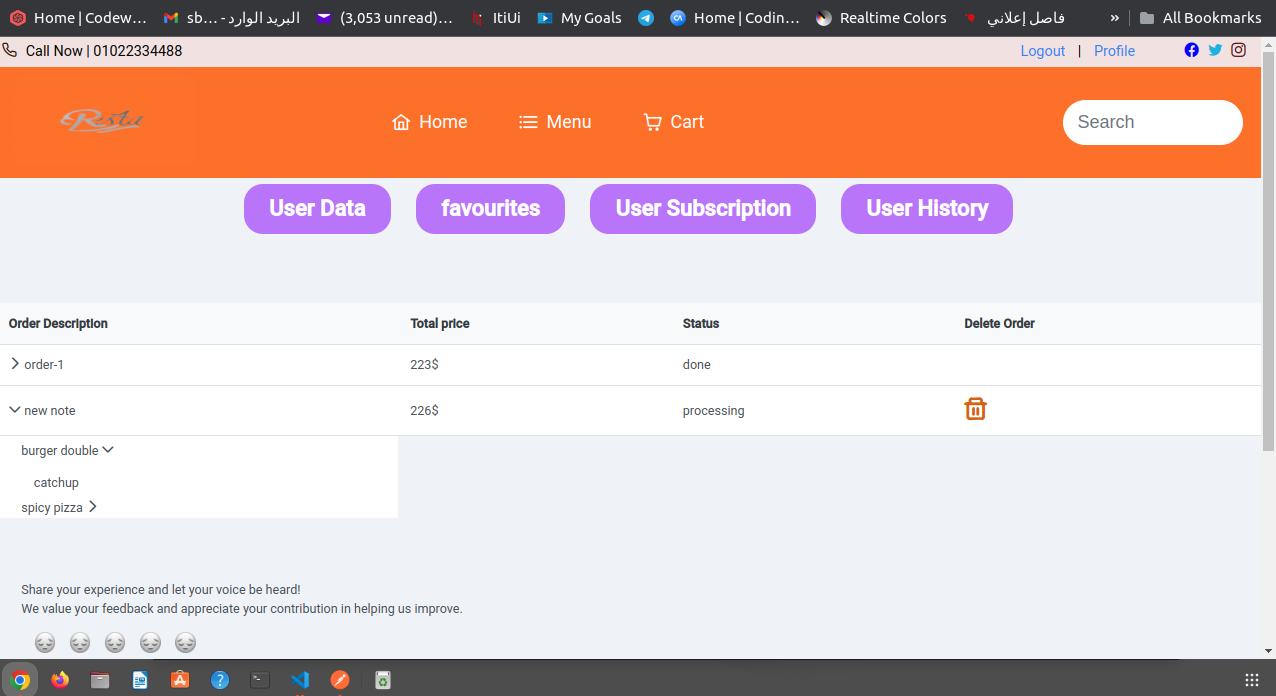 Home | Codew… sb… - البريد الوارد (3,053 unread)… ItiUi My Goals Home | Codin… Realtime Colors فاصل إعلاني » All Bookmarks
Call Now | 01022334488 Logout | Profile
Resta Home Menu Cart Search
User Data favourites User Subscription User History
Order Description Total price Status Delete Order
order-1 223$ done
new note 226$ processing
burger double
catchup
spicy pizza
Share your experience and let your voice be heard!
We value your feedback and appreciate your contribution in helping us improve.